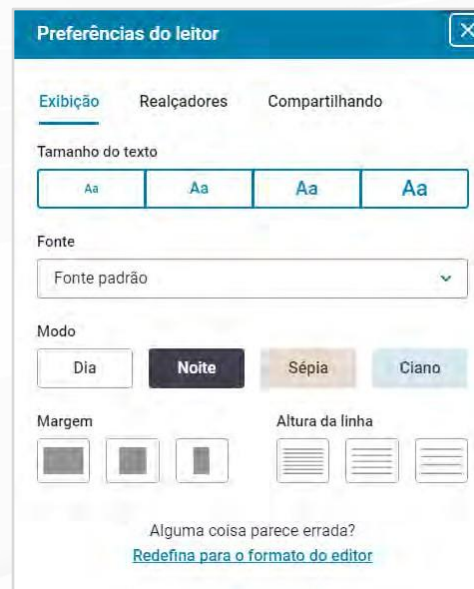 Preferências do leitor
Exibição Realçadores Compartilhando
Tamanho do texto
Aa Aa Aa Aa
Fonte
Fonte padrão
Modo
Dia Noite Sépia Ciano
Margem Altura da linha
Alguma coisa parece errada?
Redefina para o formato do editor